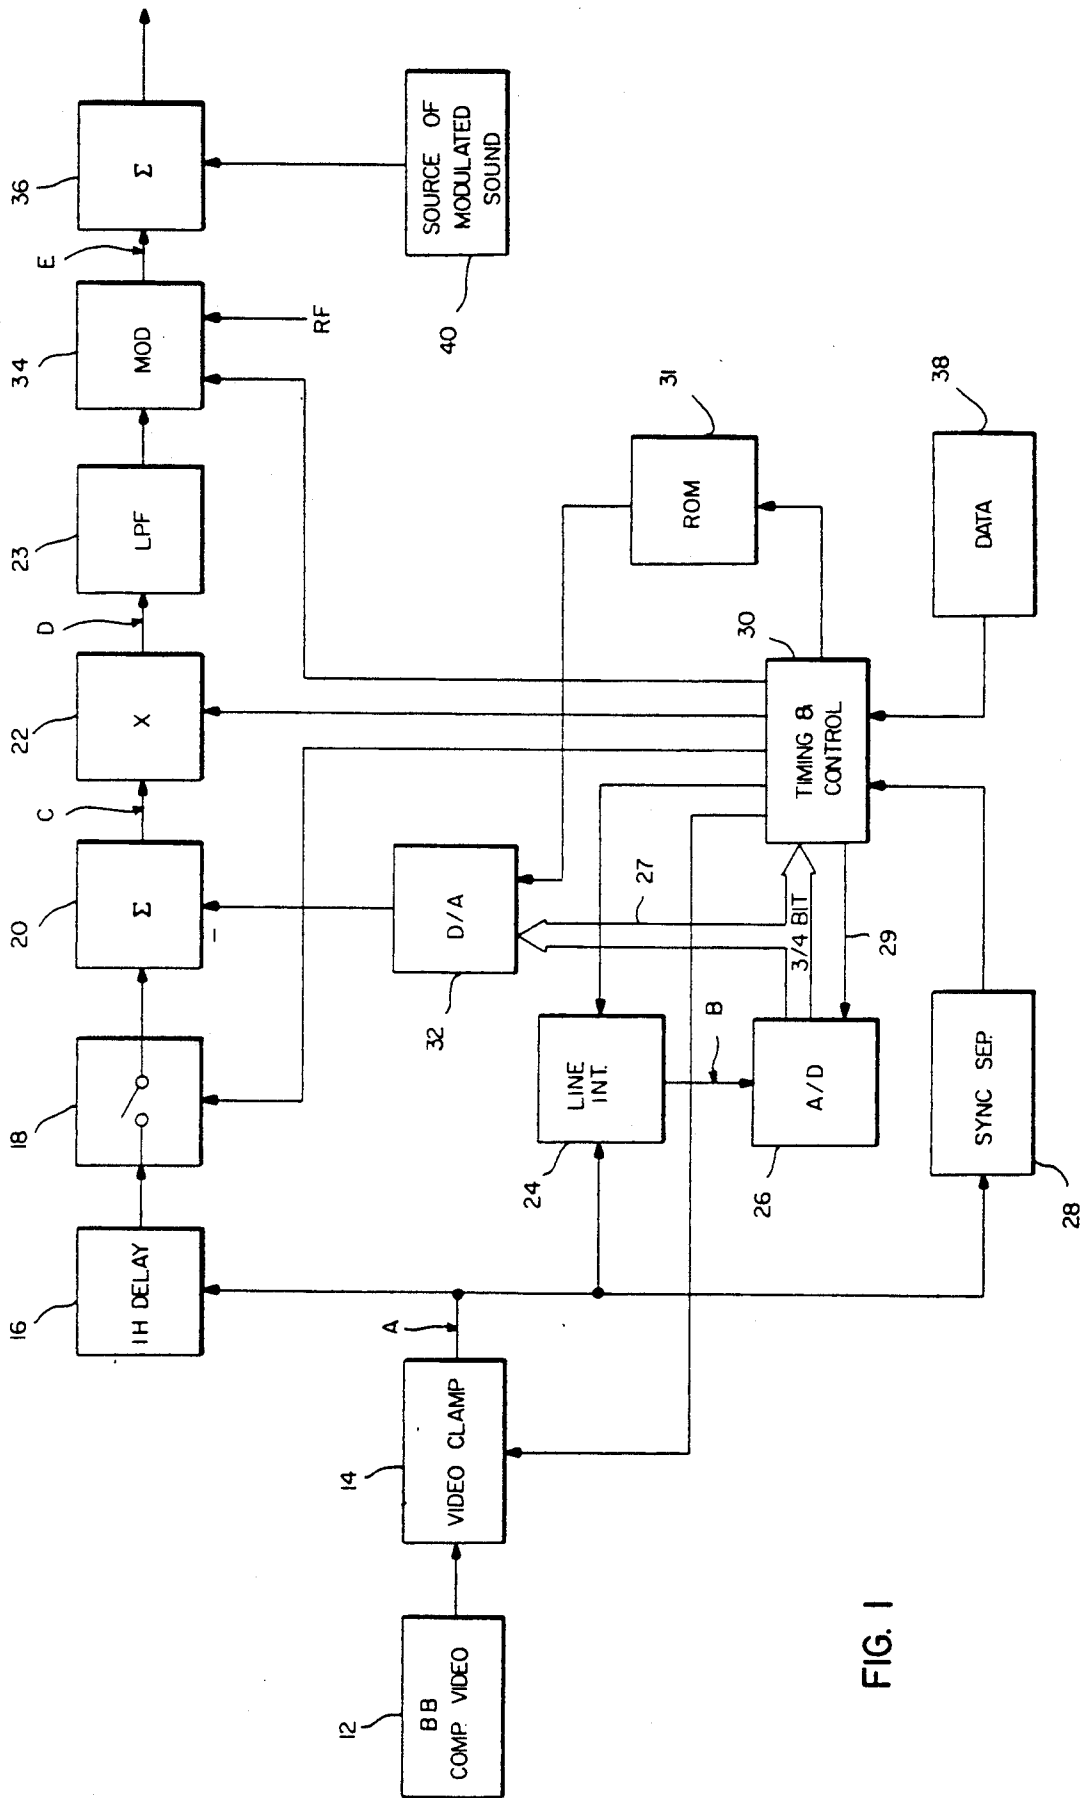 36
Σ
E
34
MOD
RF
23
LPF
D
22
X
C
20
Σ
–
18
16
1H DELAY
SOURCE OF
MODULATED
SOUND
40
31
ROM
38
DATA
30
TIMING &
CONTROL
27
3/4 BIT
29
D/A
32
LINE
INT.
24
B
A/D
26
SYNC SEP.
28
A
VIDEO CLAMP
14
BB
COMP. VIDEO
12
FIG. 1